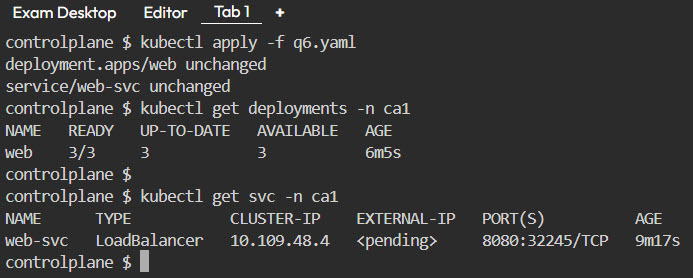 Exam Desktop Editor Tab 1 +
controlplane $ kubectl apply -f q6.yaml
deployment.apps/web unchanged
service/web-svc unchanged
controlplane $ kubectl get deployments -n ca1
NAME READY UP-TO-DATE AVAILABLE AGE
web 3/3 3 3 6m5s
controlplane $
controlplane $ kubectl get svc -n ca1
NAME TYPE CLUSTER-IP EXTERNAL-IP PORT(S) AGE
web-svc LoadBalancer 10.109.48.4 <pending> 8080:32245/TCP 9m17s
controlplane $